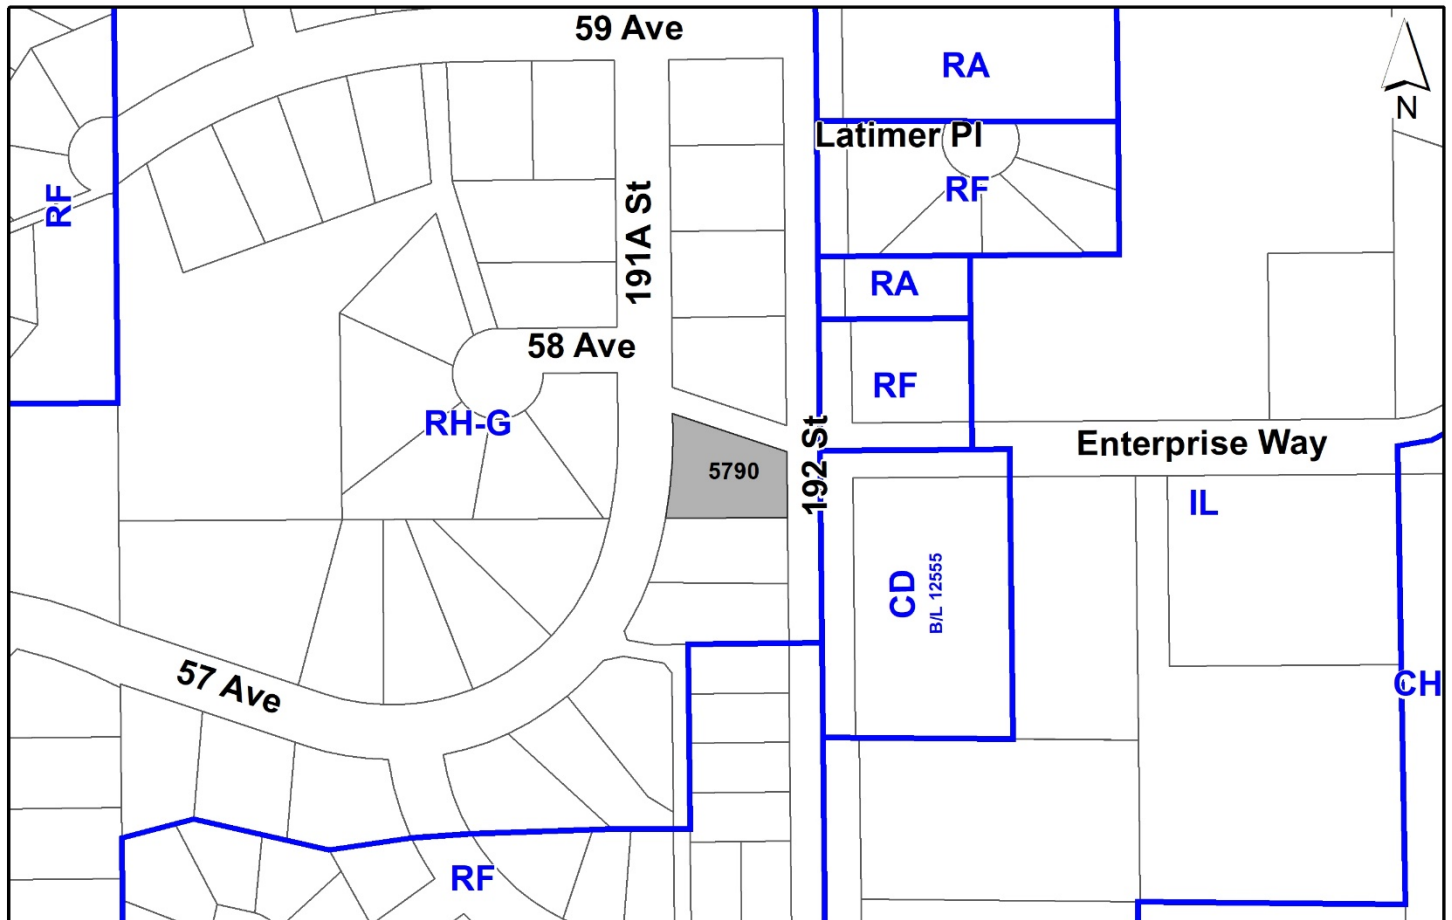 59 Ave
RA
N
Latimer Pl
RF
RF
191A St
RA
58 Ave
RF
RH-G
192 St
Enterprise Way
5790
IL
CD
B/L 12555
57 Ave
CH
RF